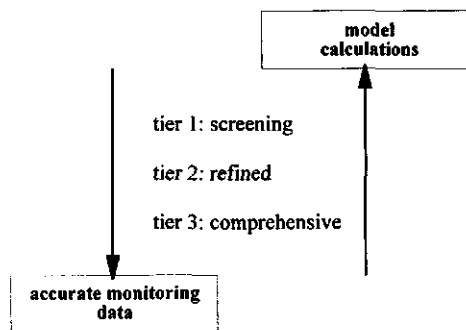 model
calculations
tier 1: screening
tier 2: refined
tier 3: comprehensive
accurate monitoring
data